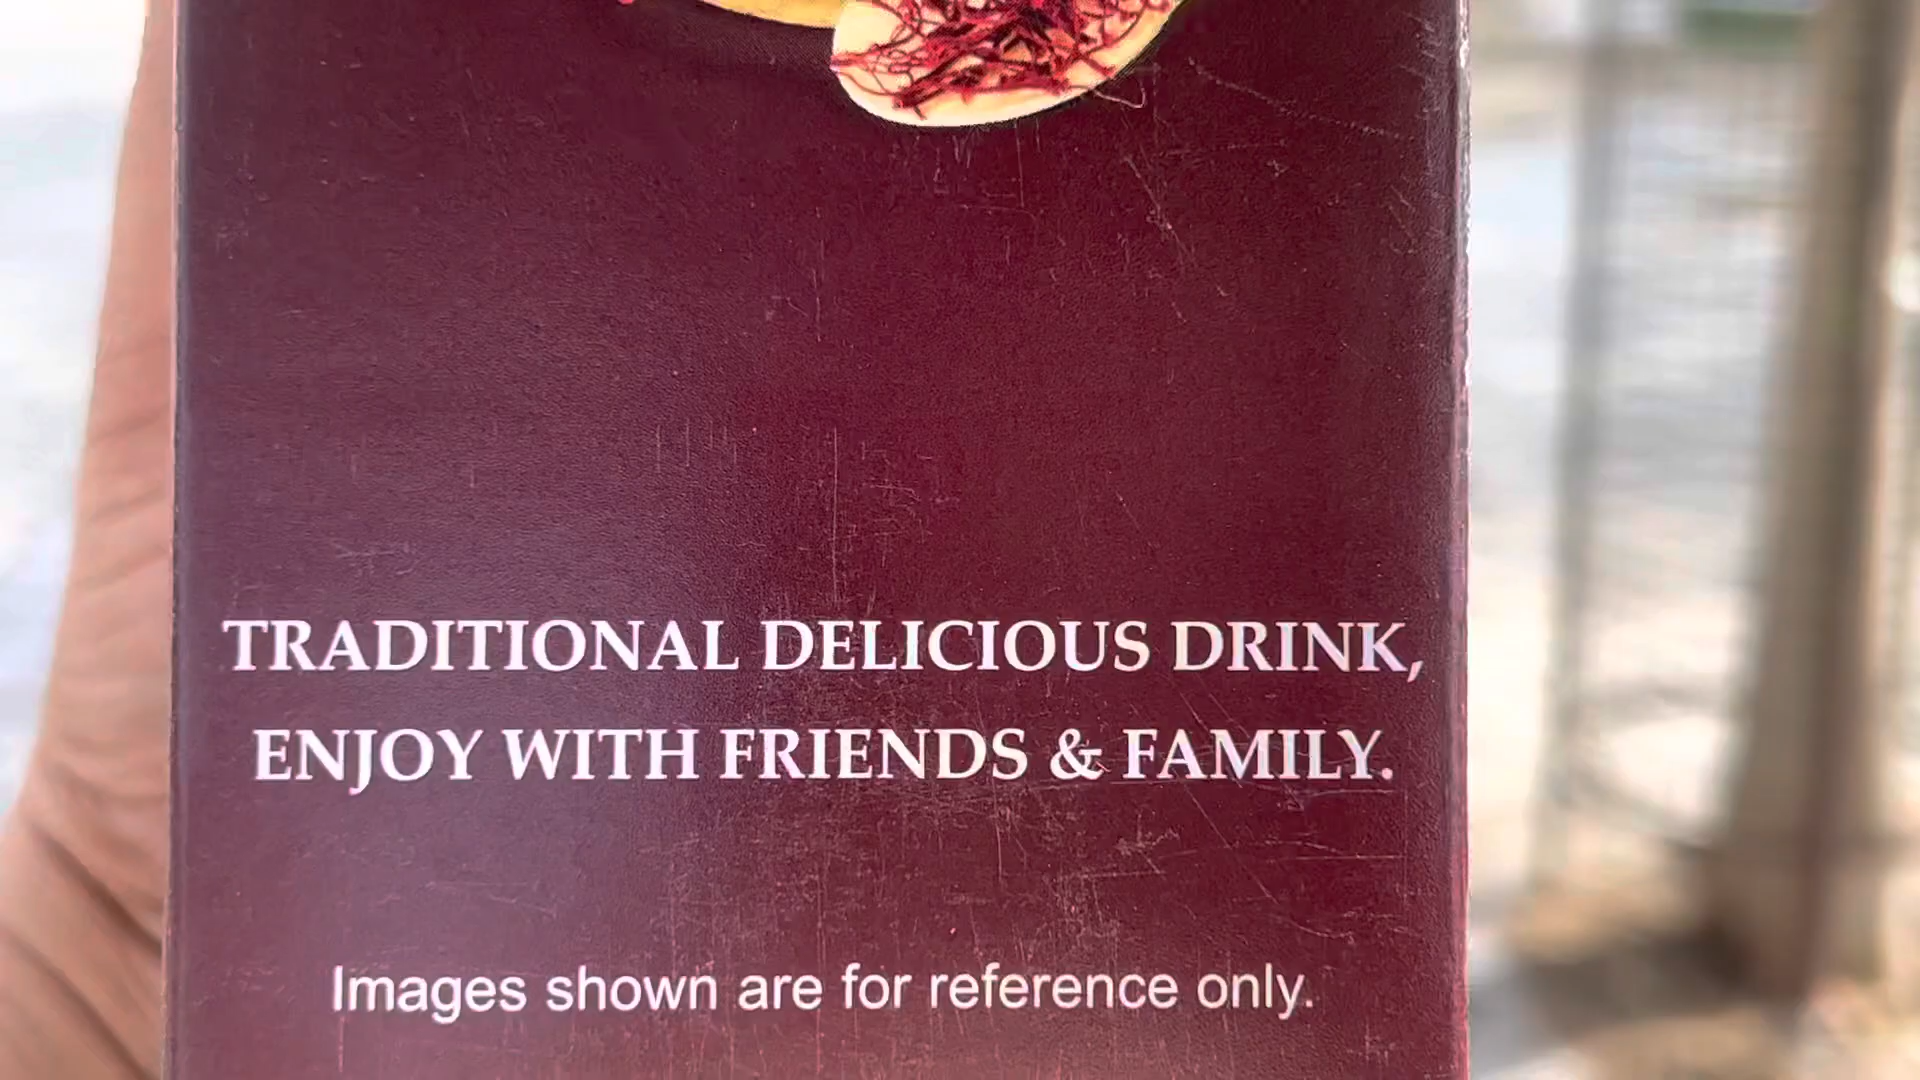 TRADITIONAL DELICIOUS DRINK,
ENJOY WITH FRIENDS & FAMILY.
Images shown are for reference only.